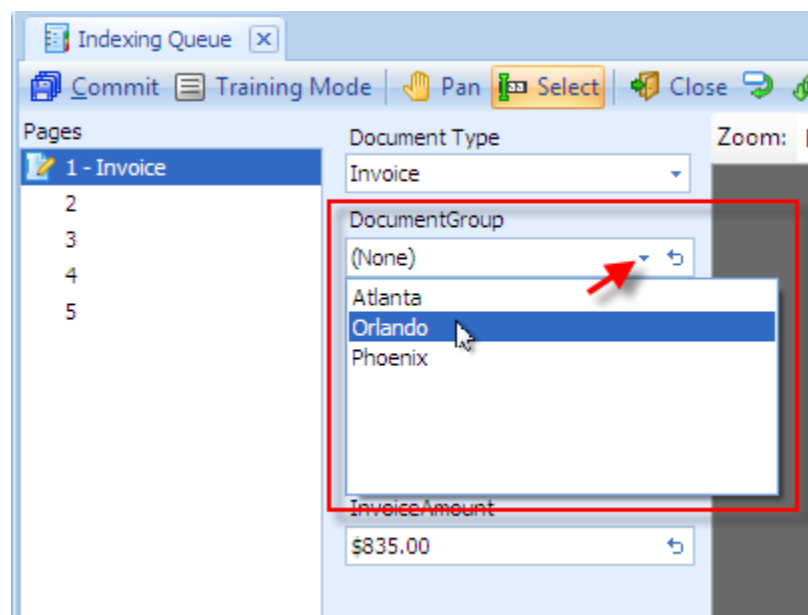 Indexing Queue
Commit Training Mode Pan Select Close
Pages
1 - Invoice
2
3
4
5
Document Type
Invoice
DocumentGroup
(None)
Atlanta
Orlando
Phoenix
InvoiceAmount
$835.00
Zoom: